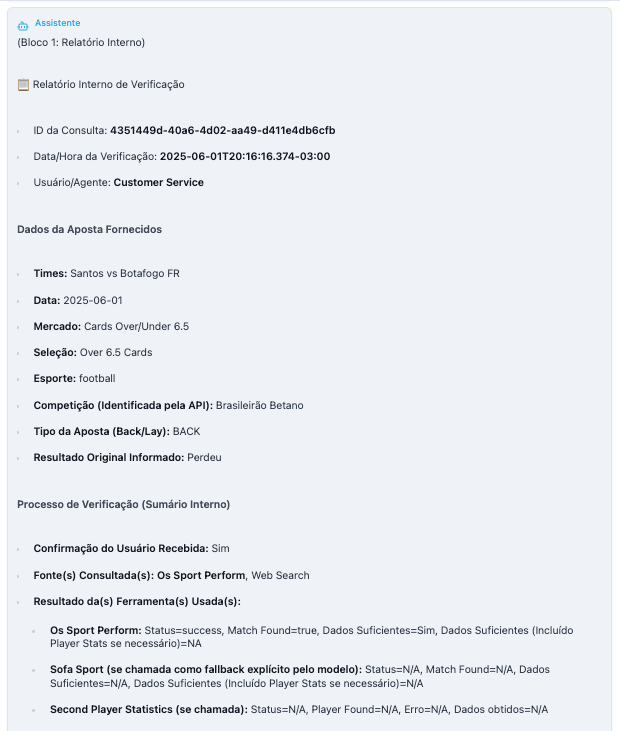 Assistente
(Bloco 1: Relatório Interno)
Relatório Interno de Verificação
ID da Consulta: 4351449d-40a6-4d02-aa49-d411e4db6cfb
Data/Hora da Verificação: 2025-06-01T20:16:16.374-03:00
Usuário/Agente: Customer Service
Dados da Aposta Fornecidos
Times: Santos vs Botafogo FR
Data: 2025-06-01
Mercado: Cards Over/Under 6.5
Seleção: Over 6.5 Cards
Esporte: football
Competição (Identificada pela API): Brasileirão Betano
Tipo da Aposta (Back/Lay): BACK
Resultado Original Informado: Perdeu
Processo de Verificação (Sumário Interno)
Confirmação do Usuário Recebida: Sim
Fonte(s) Consultada(s): Os Sport Perform, Web Search
Resultado da(s) Ferramenta(s) Usada(s):
Os Sport Perform: Status=success, Match Found=true, Dados Suficientes=Sim, Dados Suficientes (Incluído
Player Stats se necessário)=NA
Sofa Sport (se chamada como fallback explícito pelo modelo): Status=N/A, Match Found=N/A, Dados
Suficientes=N/A, Dados Suficientes (Incluído Player Stats se necessário)=N/A
Second Player Statistics (se chamada): Status=N/A, Player Found=N/A, Erro=N/A, Dados obtidos=N/A